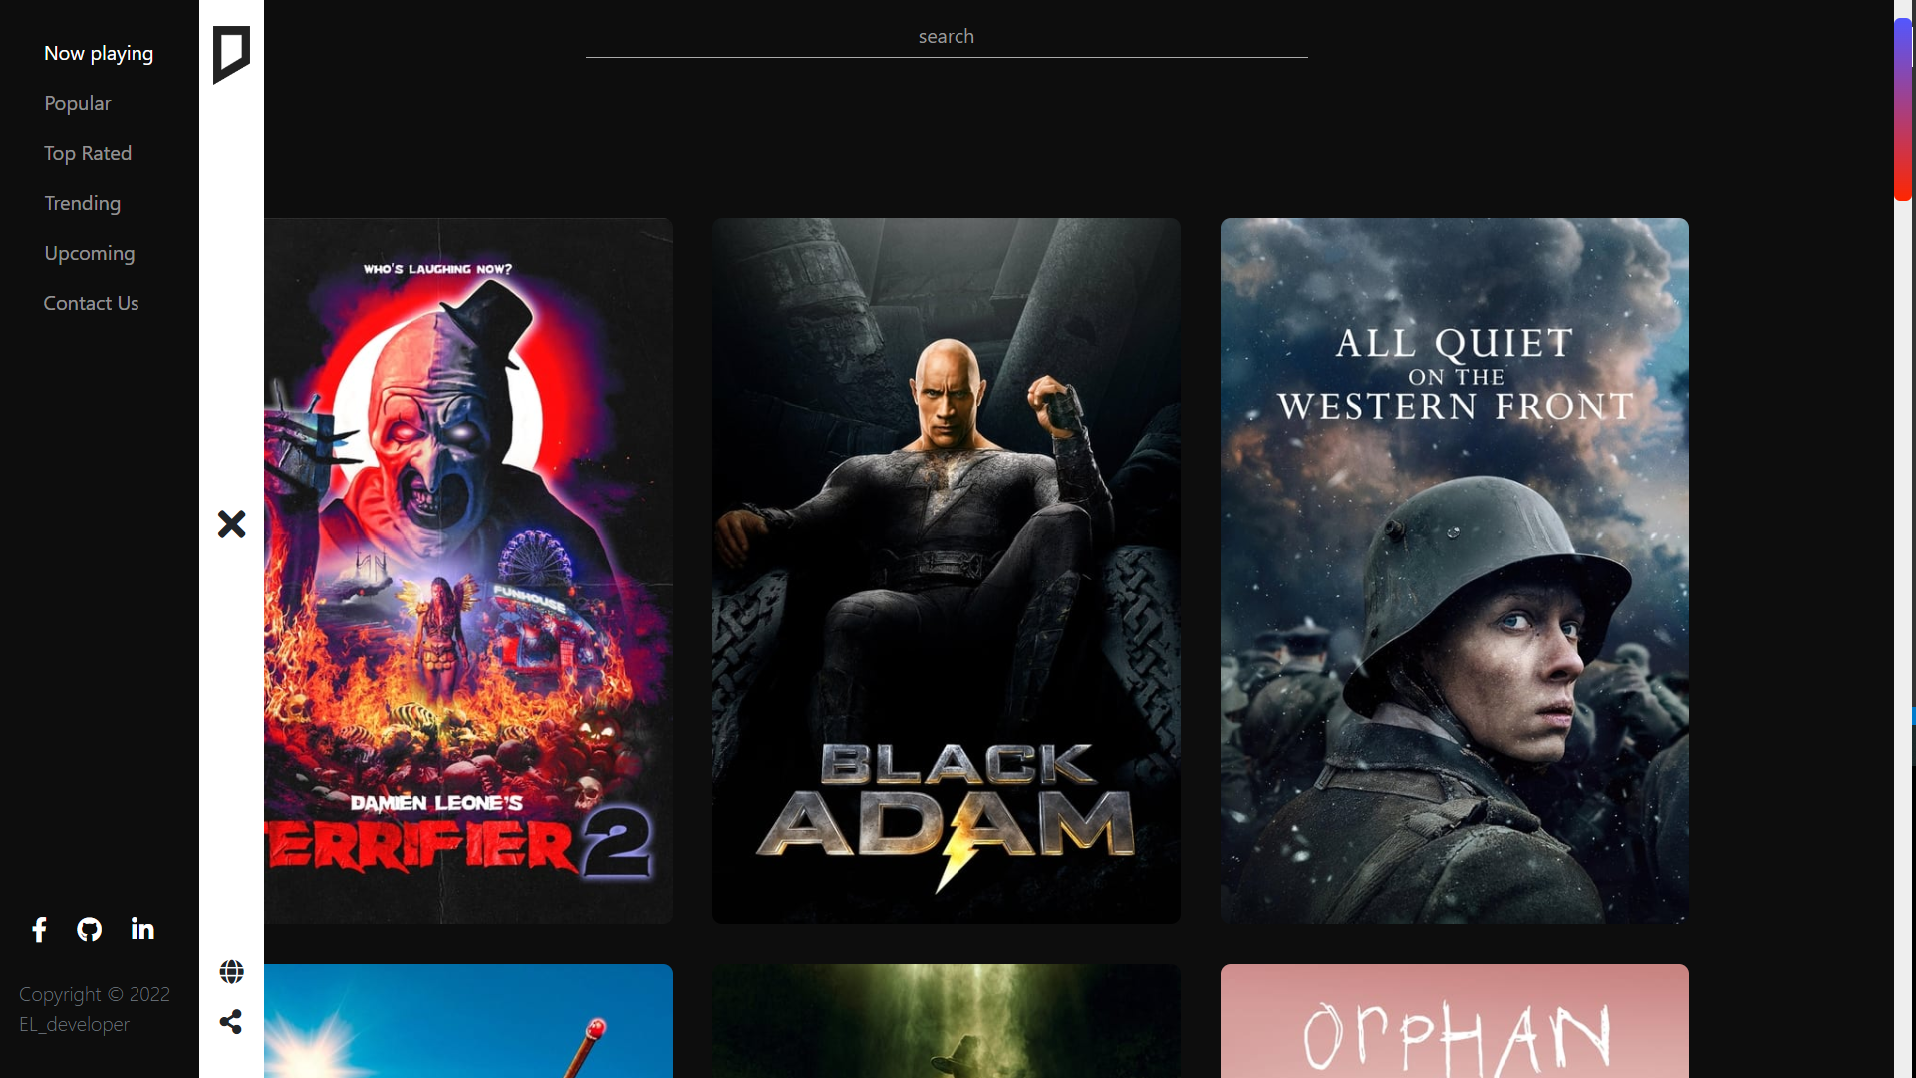 Now playing
Popular
Top Rated
Trending
Upcoming
Contact Us
Copyright © 2022
EL_developer
search
WHO'S LAUGHING NOW?
FUNHOUSE
DAMIEN LEONE'S
ERRIFIER 2
BLACK
ADAM
ALL QUIET
ON THE
WESTERN FRONT
ORPHAN